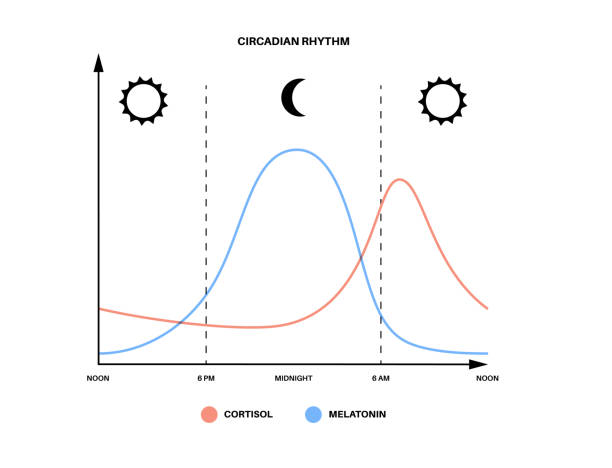 CIRCADIAN RHYTHM
NOON 6 PM MIDNIGHT 6 AM NOON
CORTISOL MELATONIN